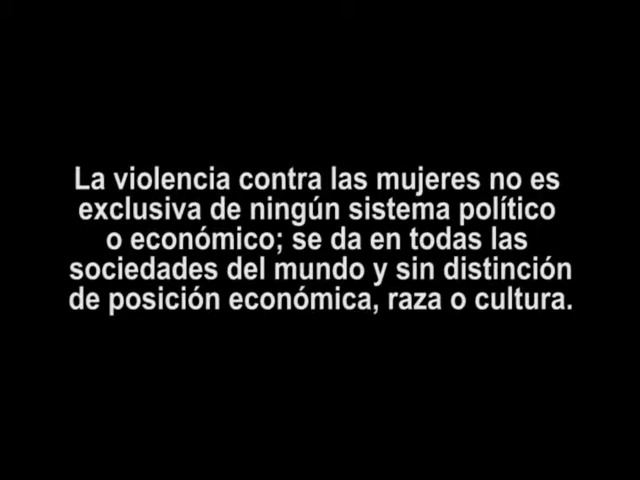 La violencia contra las mujeres no es
exclusiva de ningún sistema político
o económico; se da en todas las
sociedades del mundo y sin distinción
de posición económica, raza o cultura.